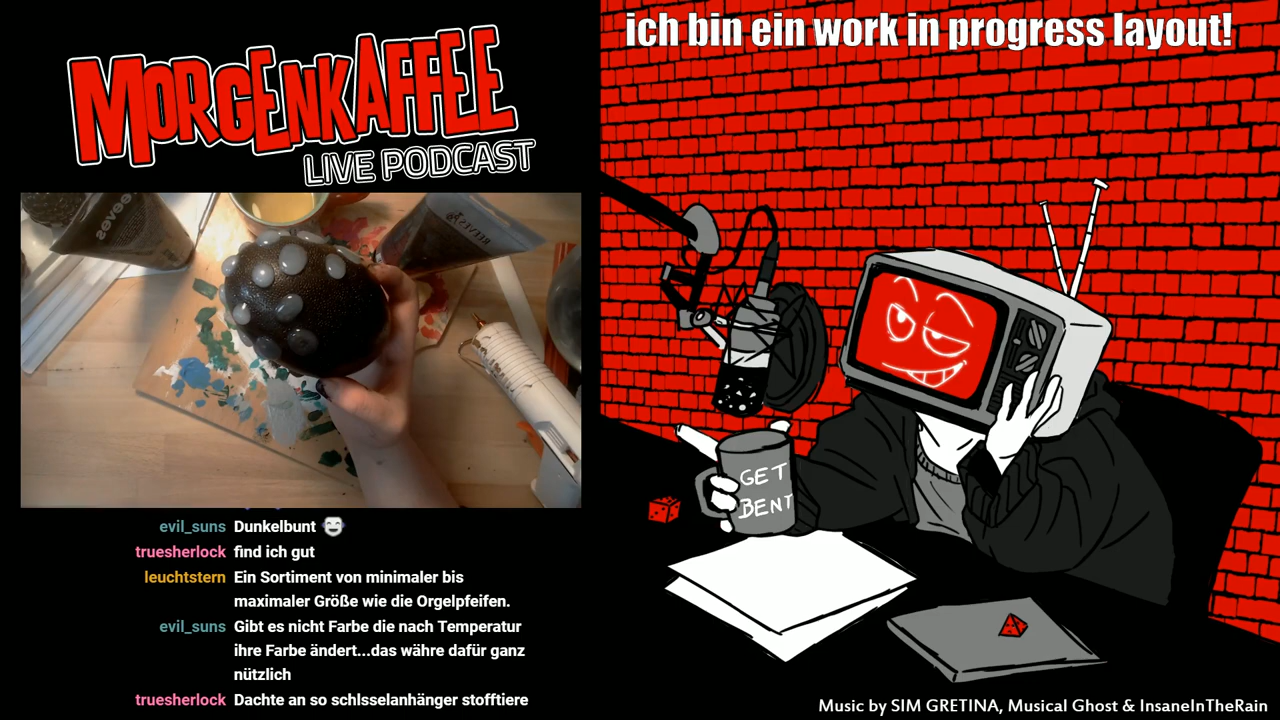 MORGENKAFFEE
LIVE PODCAST
ich bin ein work in progress layout!
reeves
REEVES
GET
BENT
evil_suns Dunkelbunt
truesherlock find ich gut
leuchtstern Ein Sortiment von minimaler bis
maximaler Größe wie die Orgelpfeifen.
evil_suns Gibt es nicht Farbe die nach Temperatur
ihre Farbe ändert...das währe dafür ganz
nützlich
truesherlock Dachte an so schlsselanhänger stofftiere
Music by SIM GRETINA, Musical Ghost & InsaneInTheRain